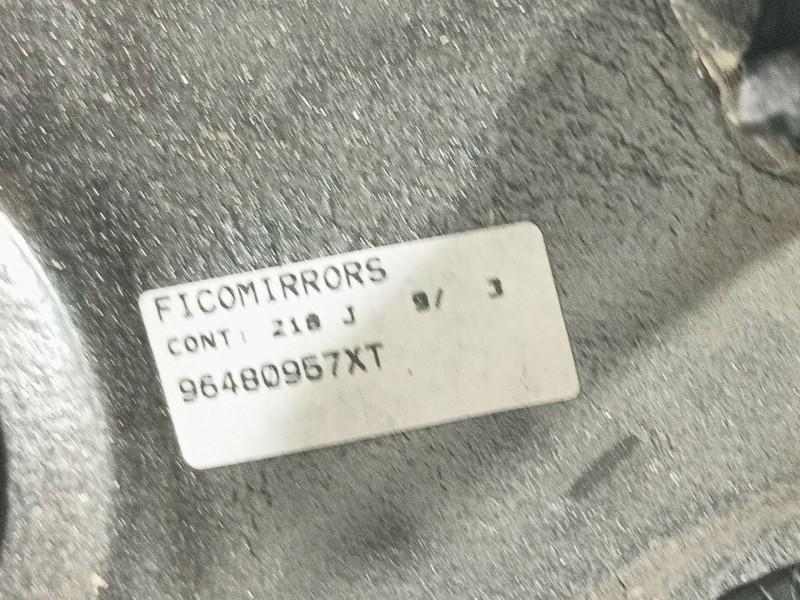 FICOMIRRORS
CONT: 210 J 9/ 3
96480957XT